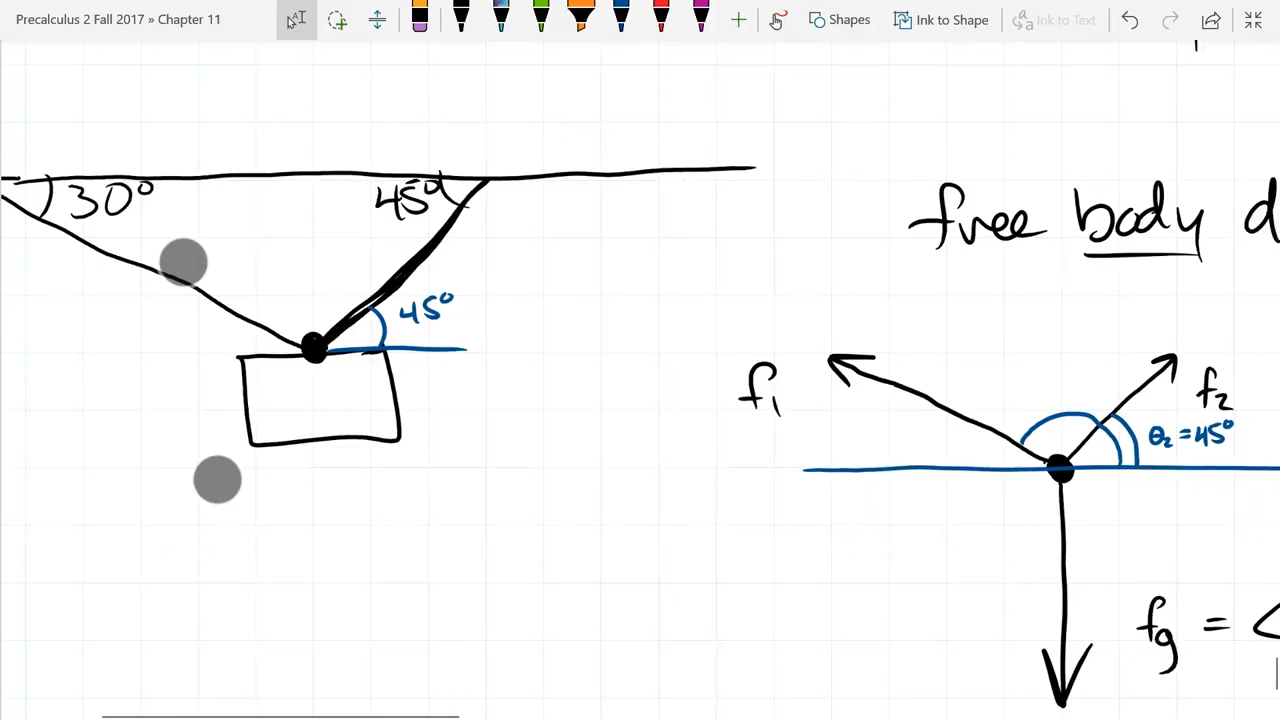 Precalculus 2 Fall 2017 » Chapter 11
Shapes
Ink to Shape
Ink to Text
30°
45°
free body d
45°
f1
f2
θ2 = 45°
fg = <